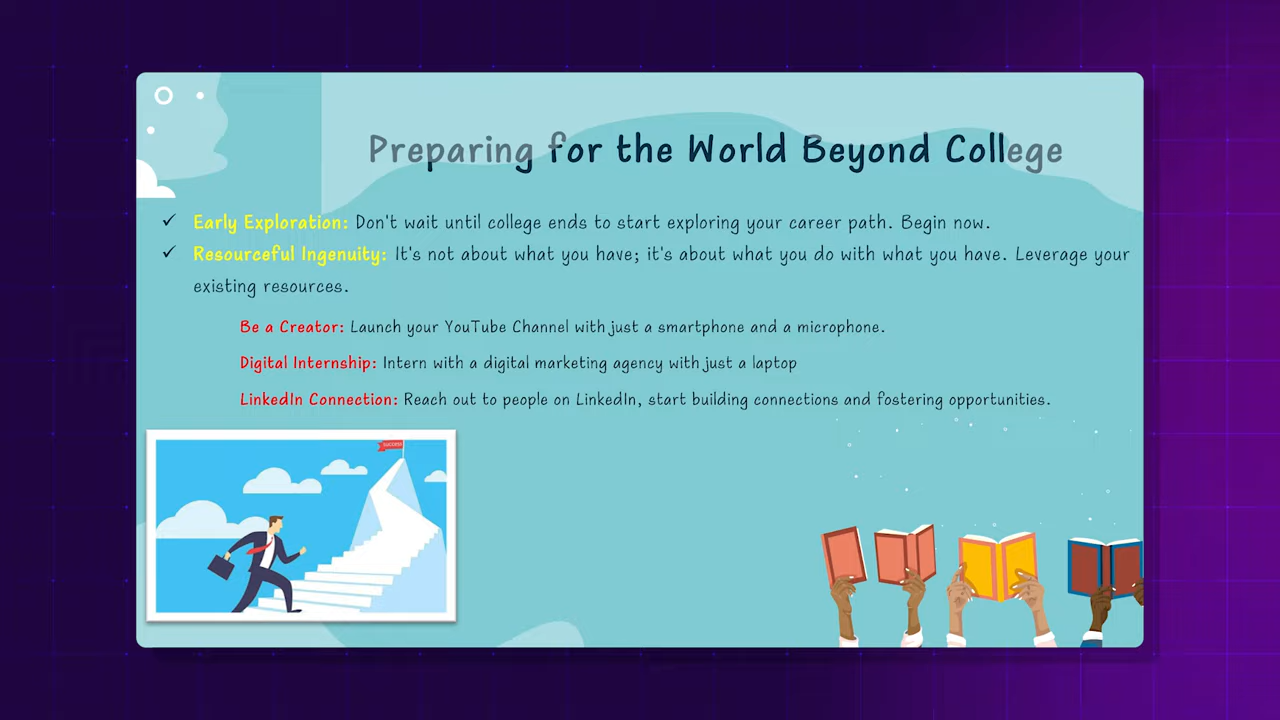 Preparing for the World Beyond College
✓ Early Exploration: Don't wait until college ends to start exploring your career path. Begin now.
✓ Resourceful Ingenuity: It's not about what you have; it's about what you do with what you have. Leverage your
existing resources.
Be a Creator: Launch your YouTube Channel with just a smartphone and a microphone.
Digital Internship: Intern with a digital marketing agency with just a laptop
LinkedIn Connection: Reach out to people on LinkedIn, start building connections and fostering opportunities.
SUCCESS